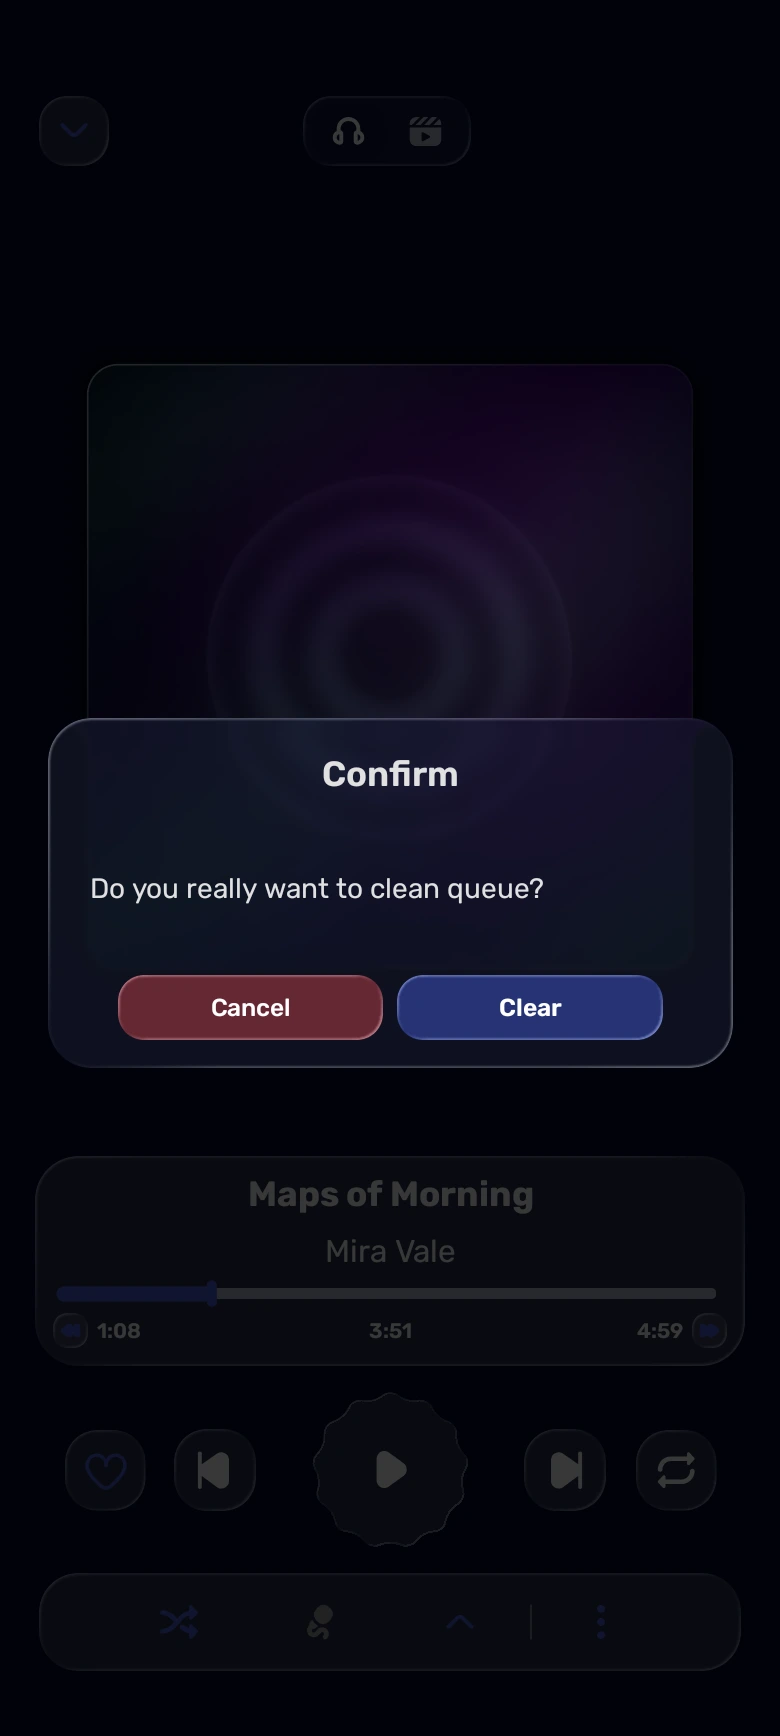 Confirm
Do you really want to clean queue?
Cancel
Clear
Maps of Morning
Mira Vale
1:08
3:51
4:59